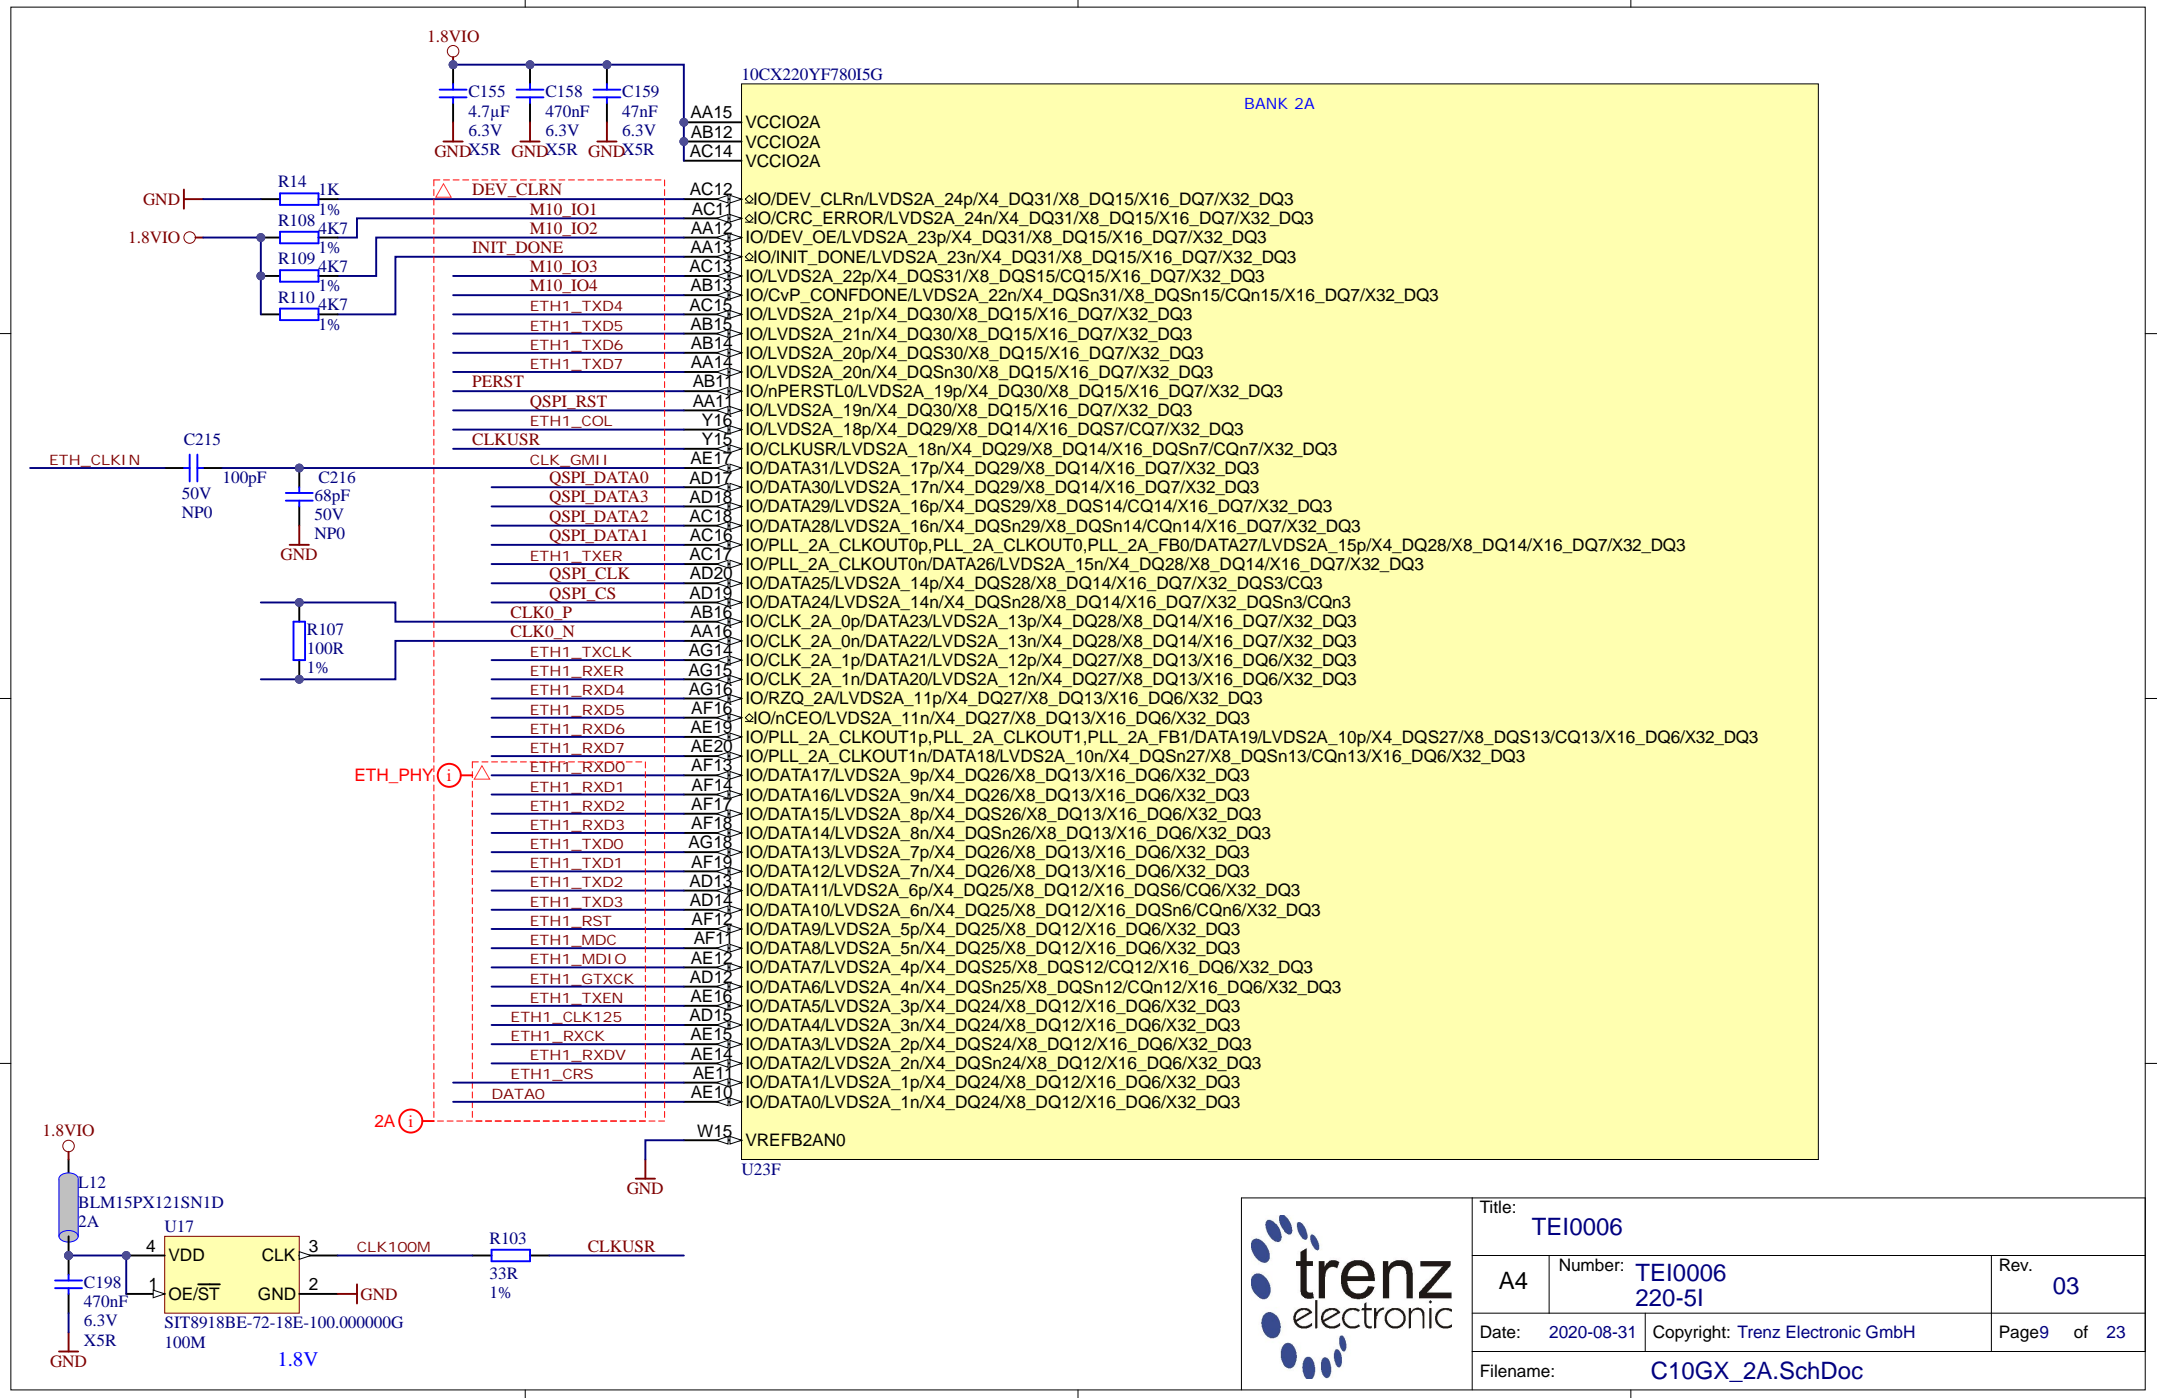 1.8VIO
C155
4.7µF
6.3V
X5R
GND
C158
470nF
6.3V
X5R
GND
C159
47nF
6.3V
X5R
GND
10CX220YF780I5G
BANK 2A
AA15 VCCIO2A
AB12 VCCIO2A
AC14 VCCIO2A
GND
R14 1K
1%
1.8VIO
R108 4K7
1%
R109 4K7
1%
R110 4K7
1%
DEV_CLRN AC12 IO/DEV_CLRn/LVDS2A_24p/X4_DQ31/X8_DQ15/X16_DQ7/X32_DQ3
M10_IO1 AC11 IO/CRC_ERROR/LVDS2A_24n/X4_DQ31/X8_DQ15/X16_DQ7/X32_DQ3
M10_IO2 AA12 IO/DEV_OE/LVDS2A_23p/X4_DQ31/X8_DQ15/X16_DQ7/X32_DQ3
INIT_DONE AA13 IO/INIT_DONE/LVDS2A_23n/X4_DQ31/X8_DQ15/X16_DQ7/X32_DQ3
M10_IO3 AC13 IO/LVDS2A_22p/X4_DQS31/X8_DQS15/CQ15/X16_DQ7/X32_DQ3
M10_IO4 AB13 IO/CvP_CONFDONE/LVDS2A_22n/X4_DQSn31/X8_DQSn15/CQn15/X16_DQ7/X32_DQ3
ETH1_TXD4 AC15 IO/LVDS2A_21p/X4_DQ30/X8_DQ15/X16_DQ7/X32_DQ3
ETH1_TXD5 AB15 IO/LVDS2A_21n/X4_DQ30/X8_DQ15/X16_DQ7/X32_DQ3
ETH1_TXD6 AB14 IO/LVDS2A_20p/X4_DQS30/X8_DQ15/X16_DQ7/X32_DQ3
ETH1_TXD7 AA14 IO/LVDS2A_20n/X4_DQSn30/X8_DQ15/X16_DQ7/X32_DQ3
PERST AB11 IO/nPERSTL0/LVDS2A_19p/X4_DQ30/X8_DQ15/X16_DQ7/X32_DQ3
QSPI_RST AA11 IO/LVDS2A_19n/X4_DQ30/X8_DQ15/X16_DQ7/X32_DQ3
ETH1_COL Y16 IO/LVDS2A_18p/X4_DQ29/X8_DQ14/X16_DQS7/CQ7/X32_DQ3
CLKUSR Y15 IO/CLKUSR/LVDS2A_18n/X4_DQ29/X8_DQ14/X16_DQSn7/CQn7/X32_DQ3
CLK_GMII AE17 IO/DATA31/LVDS2A_17p/X4_DQ29/X8_DQ14/X16_DQ7/X32_DQ3
QSPI_DATA0 AD17 IO/DATA30/LVDS2A_17n/X4_DQ29/X8_DQ14/X16_DQ7/X32_DQ3
QSPI_DATA3 AD18 IO/DATA29/LVDS2A_16p/X4_DQS29/X8_DQS14/CQ14/X16_DQ7/X32_DQ3
QSPI_DATA2 AC18 IO/DATA28/LVDS2A_16n/X4_DQSn29/X8_DQSn14/CQn14/X16_DQ7/X32_DQ3
QSPI_DATA1 AC16 IO/PLL_2A_CLKOUT0p,PLL_2A_CLKOUT0,PLL_2A_FB0/DATA27/LVDS2A_15p/X4_DQ28/X8_DQ14/X16_DQ7/X32_DQ3
ETH1_TXER AC17 IO/PLL_2A_CLKOUT0n/DATA26/LVDS2A_15n/X4_DQ28/X8_DQ14/X16_DQ7/X32_DQ3
QSPI_CLK AD20 IO/DATA25/LVDS2A_14p/X4_DQS28/X8_DQ14/X16_DQ7/X32_DQS3/CQ3
QSPI_CS AD19 IO/DATA24/LVDS2A_14n/X4_DQSn28/X8_DQ14/X16_DQ7/X32_DQSn3/CQn3
CLK0_P AB16 IO/CLK_2A_0p/DATA23/LVDS2A_13p/X4_DQ28/X8_DQ14/X16_DQ7/X32_DQ3
CLK0_N AA16 IO/CLK_2A_0n/DATA22/LVDS2A_13n/X4_DQ28/X8_DQ14/X16_DQ7/X32_DQ3
ETH1_TXCLK AG14 IO/CLK_2A_1p/DATA21/LVDS2A_12p/X4_DQ27/X8_DQ13/X16_DQ6/X32_DQ3
ETH1_RXER AG15 IO/CLK_2A_1n/DATA20/LVDS2A_12n/X4_DQ27/X8_DQ13/X16_DQ6/X32_DQ3
ETH1_RXD4 AG16 IO/RZQ_2A/LVDS2A_11p/X4_DQ27/X8_DQ13/X16_DQ6/X32_DQ3
ETH1_RXD5 AF16 IO/nCEO/LVDS2A_11n/X4_DQ27/X8_DQ13/X16_DQ6/X32_DQ3
ETH1_RXD6 AE19 IO/PLL_2A_CLKOUT1p,PLL_2A_CLKOUT1,PLL_2A_FB1/DATA19/LVDS2A_10p/X4_DQS27/X8_DQS13/CQ13/X16_DQ6/X32_DQ3
ETH1_RXD7 AE20 IO/PLL_2A_CLKOUT1n/DATA18/LVDS2A_10n/X4_DQSn27/X8_DQSn13/CQn13/X16_DQ6/X32_DQ3
ETH1_RXD0 AF13 IO/DATA17/LVDS2A_9p/X4_DQ26/X8_DQ13/X16_DQ6/X32_DQ3
ETH1_RXD1 AF14 IO/DATA16/LVDS2A_9n/X4_DQ26/X8_DQ13/X16_DQ6/X32_DQ3
ETH1_RXD2 AF17 IO/DATA15/LVDS2A_8p/X4_DQS26/X8_DQ13/X16_DQ6/X32_DQ3
ETH1_RXD3 AF18 IO/DATA14/LVDS2A_8n/X4_DQSn26/X8_DQ13/X16_DQ6/X32_DQ3
ETH1_TXD0 AG18 IO/DATA13/LVDS2A_7p/X4_DQ26/X8_DQ13/X16_DQ6/X32_DQ3
ETH1_TXD1 AF19 IO/DATA12/LVDS2A_7n/X4_DQ26/X8_DQ13/X16_DQ6/X32_DQ3
ETH1_TXD2 AD13 IO/DATA11/LVDS2A_6p/X4_DQ25/X8_DQ12/X16_DQS6/CQ6/X32_DQ3
ETH1_TXD3 AD14 IO/DATA10/LVDS2A_6n/X4_DQ25/X8_DQ12/X16_DQSn6/CQn6/X32_DQ3
ETH1_RST AF12 IO/DATA9/LVDS2A_5p/X4_DQ25/X8_DQ12/X16_DQ6/X32_DQ3
ETH1_MDC AF11 IO/DATA8/LVDS2A_5n/X4_DQ25/X8_DQ12/X16_DQ6/X32_DQ3
ETH1_MDIO AE12 IO/DATA7/LVDS2A_4p/X4_DQS25/X8_DQS12/CQ12/X16_DQ6/X32_DQ3
ETH1_GTXCK AD12 IO/DATA6/LVDS2A_4n/X4_DQSn25/X8_DQSn12/CQn12/X16_DQ6/X32_DQ3
ETH1_TXEN AE16 IO/DATA5/LVDS2A_3p/X4_DQ24/X8_DQ12/X16_DQ6/X32_DQ3
ETH1_CLK125 AD15 IO/DATA4/LVDS2A_3n/X4_DQ24/X8_DQ12/X16_DQ6/X32_DQ3
ETH1_RXCK AE15 IO/DATA3/LVDS2A_2p/X4_DQS24/X8_DQ12/X16_DQ6/X32_DQ3
ETH1_RXDV AE14 IO/DATA2/LVDS2A_2n/X4_DQSn24/X8_DQ12/X16_DQ6/X32_DQ3
ETH1_CRS AE11 IO/DATA1/LVDS2A_1p/X4_DQ24/X8_DQ12/X16_DQ6/X32_DQ3
DATA0 AE10 IO/DATA0/LVDS2A_1n/X4_DQ24/X8_DQ12/X16_DQ6/X32_DQ3
W15 VREFB2AN0
GND
U23F
ETH_CLKIN
C215
100pF
50V
NP0
C216
68pF
50V
NP0
GND
R107
100R
1%
ETH_PHY i
2A i
1.8VIO
L12
BLM15PX121SN1D
2A
U17
4 VDD CLK 3
1 OE/ST GND 2
CLK100M
GND
R103
33R
1%
CLKUSR
C198
470nF
6.3V
X5R
GND
SIT8918BE-72-18E-100.000000G
100M
1.8V
trenz
electronic
Title:
TEI0006
A4
Number: TEI0006
220-5I
Rev.
03
Date: 2020-08-31
Copyright: Trenz Electronic GmbH
Page9 of 23
Filename: C10GX_2A.SchDoc